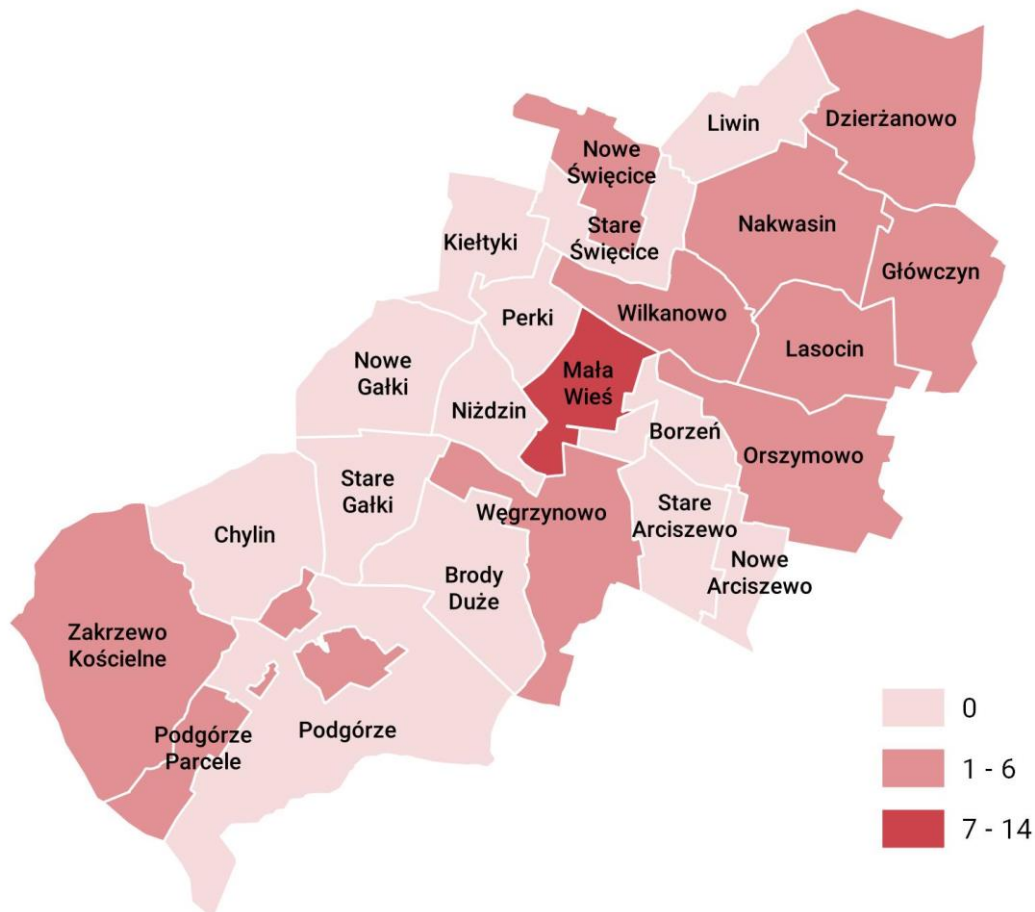 Dzierżanowo
Liwin
Nowe
Święcice
Nakwasin
Stare
Święcice
Kiełtyki
Główczyn
Wilkanowo
Perki
Lasocin
Nowe
Gałki
Mała
Wieś
Niżdzin
Borzeń
Orszymowo
Stare
Gałki
Węgrzynowo
Stare
Arciszewo
Chylin
Nowe
Arciszewo
Brody
Duże
Zakrzewo
Kościelne
Podgórze
Parcele
Podgórze
0
1 - 6
7 - 14